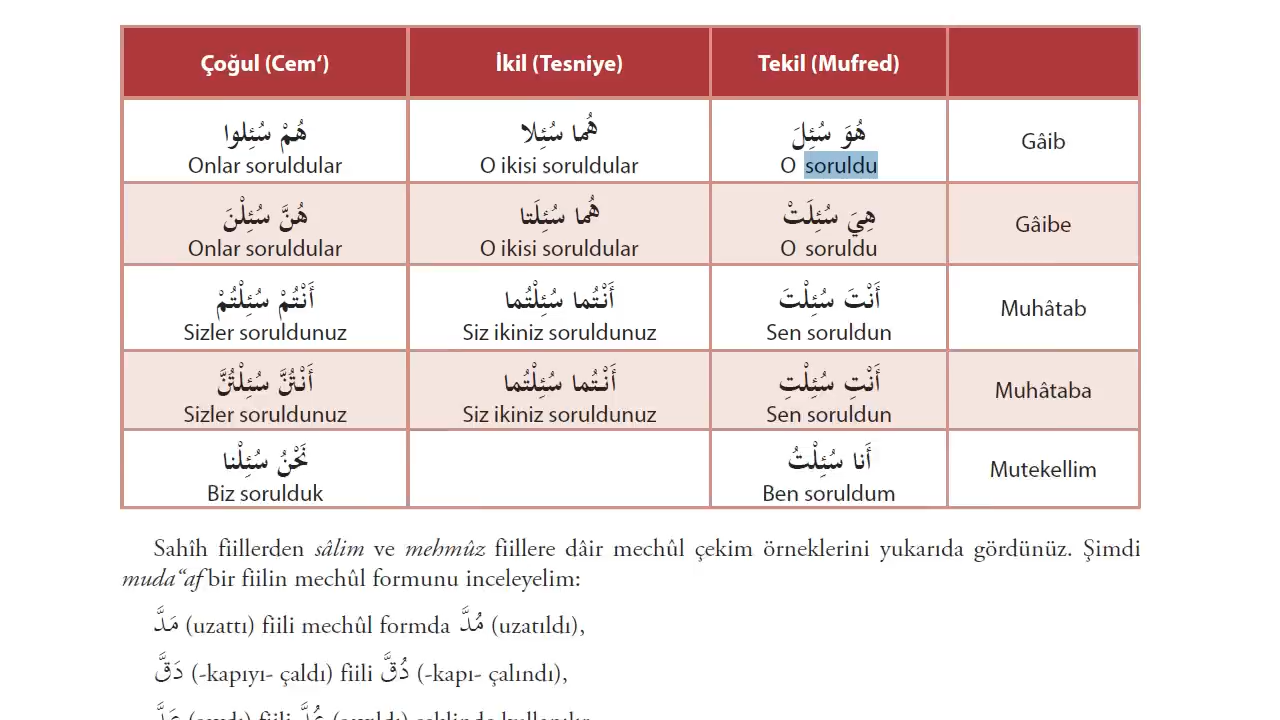 Çoğul (Cem‘) İkil (Tesniye) Tekil (Mufred)
هُمْ سُئِلوا هُما سُئِلا هُوَ سُئِلَ
Onlar soruldular O ikisi soruldular O soruldu Gâib
هُنَّ سُئِلْنَ هُما سُئِلَتا هِيَ سُئِلَتْ
Onlar soruldular O ikisi soruldular O soruldu Gâibe
أَنْتُمْ سُئِلْتُمْ أَنْتُما سُئِلْتُما أَنْتَ سُئِلْتَ
Sizler soruldunuz Siz ikiniz soruldunuz Sen soruldun Muhâtab
أَنْتُنَّ سُئِلْتُنَّ أَنْتُما سُئِلْتُما أَنْتِ سُئِلْتِ
Sizler soruldunuz Siz ikiniz soruldunuz Sen soruldun Muhâtaba
نَحْنُ سُئِلْنا أَنا سُئِلْتُ
Biz sorulduk Ben soruldum Mutekellim
Sahîh fiillerden sâlim ve mehmûz fiillere dâir mechûl çekim örneklerini yukarıda gördünüz. Şimdi
muda“af bir fiilin mechûl formunu inceleyelim:
مَدَّ (uzattı) fiili mechûl formda مُدَّ (uzatıldı),
دَقَّ (-kapıyı- çaldı) fiili دُقَّ (-kapı- çalındı),